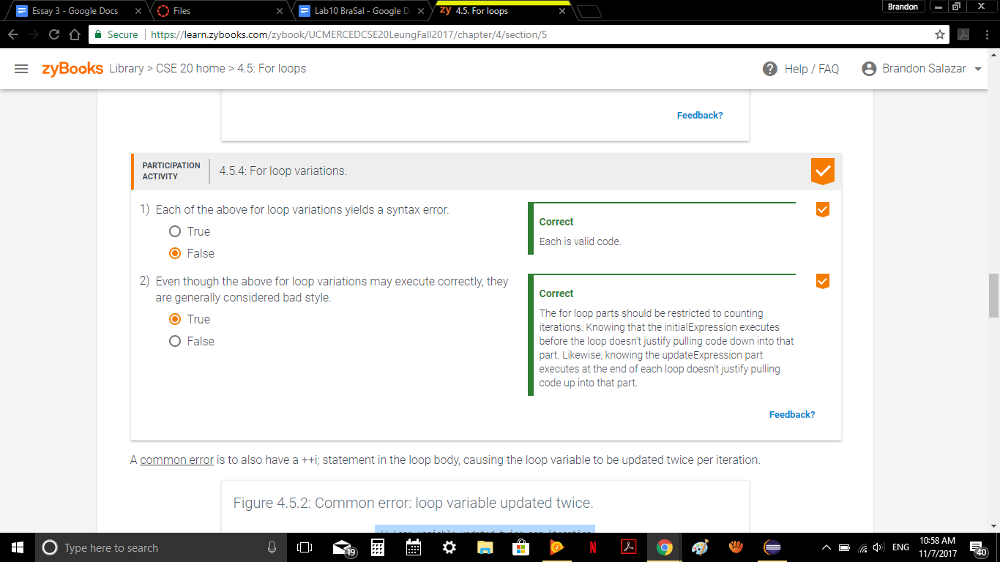 Essay 3 - Google Docs
Files
Lab10 BraSal - Google D
zy 4.5. For loops
Brandon
Secure
https://learn.zybooks.com/zybook/UCMERCEDCSE20LeungFall2017/chapter/4/section/5
zyBooks Library > CSE 20 home > 4.5: For loops
Help / FAQ
Brandon Salazar
Feedback?
PARTICIPATION
ACTIVITY
4.5.4: For loop variations.
1) Each of the above for loop variations yields a syntax error.
True
False
Correct
Each is valid code.
2) Even though the above for loop variations may execute correctly, they
are generally considered bad style.
True
False
Correct
The for loop parts should be restricted to counting
iterations. Knowing that the initialExpression executes
before the loop doesn't justify pulling code down into that
part. Likewise, knowing the updateExpression part
executes at the end of each loop doesn't justify pulling
code up into that part.
Feedback?
A common error is to also have a ++i; statement in the loop body, causing the loop variable to be updated twice per iteration.
Figure 4.5.2: Common error: loop variable updated twice.
// Loop variable updated twice per iteration
Type here to search
19
N
ENG
10:58 AM
11/7/2017
40